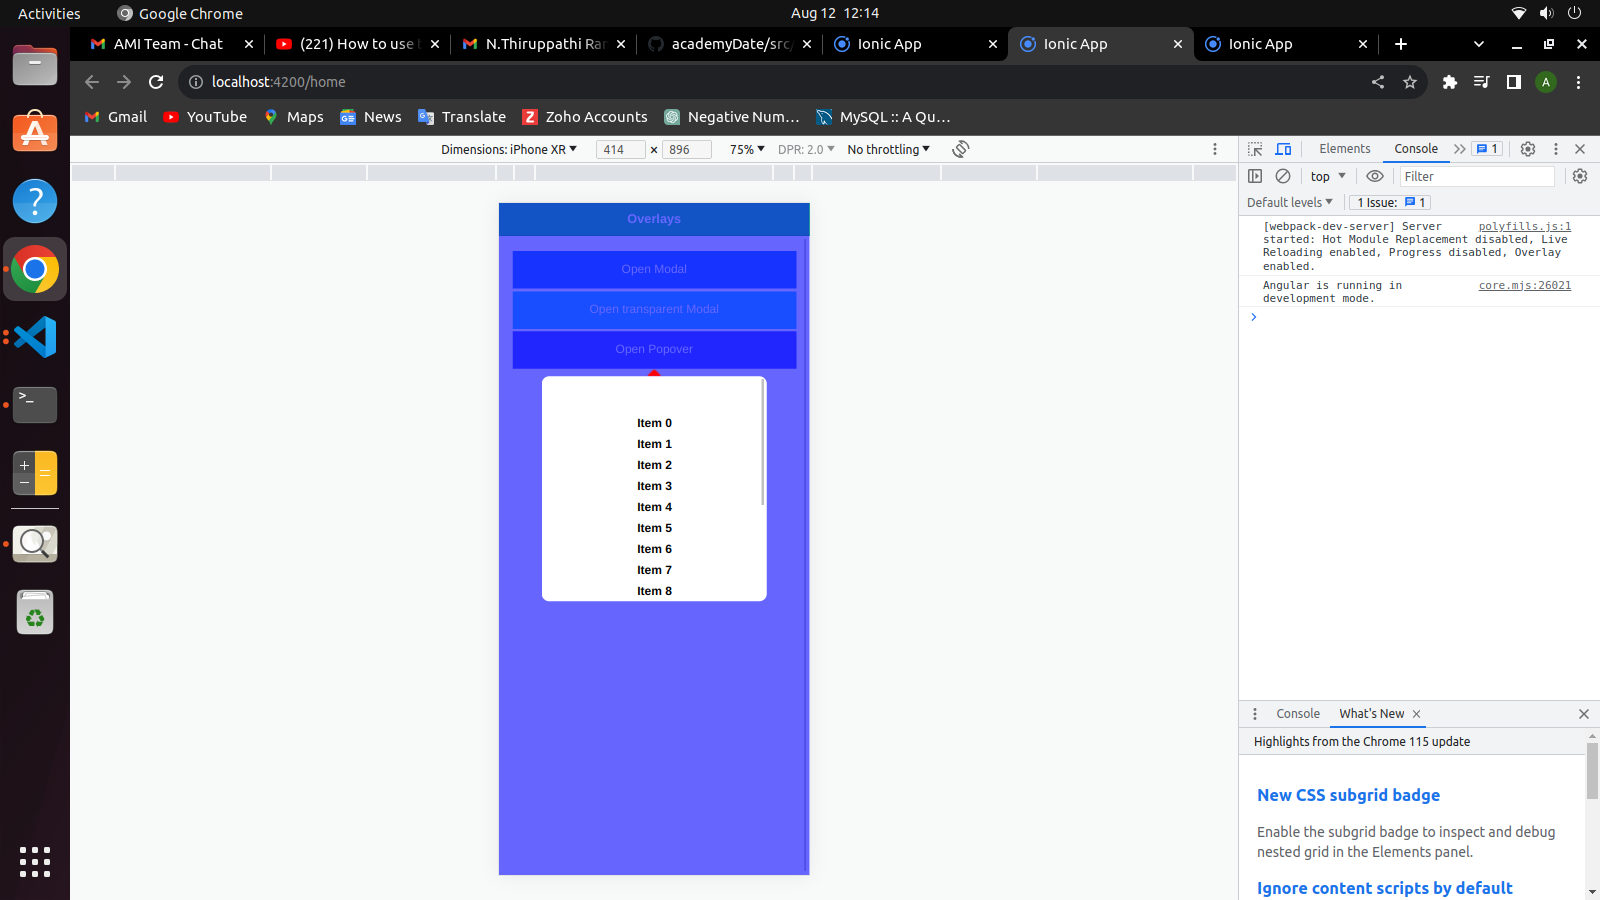 Activities
Google Chrome
Aug 12 12:14
AMI Team - Chat
(221) How to use
N.Thiruppathi Ran
academyDate/src/
Ionic App
Ionic App
Ionic App
localhost:4200/home
A
Gmail
YouTube
Maps
News
Translate
Zoho Accounts
Negative Num…
MySQL :: A Qu…
Dimensions: iPhone XR
414 × 896
75%
DPR: 2.0
No throttling
Elements
Console
1
top
Filter
Default levels
1 Issue: 1
[webpack-dev-server] Server polyfills.js:1
started: Hot Module Replacement disabled, Live
Reloading enabled, Progress disabled, Overlay
enabled.
Angular is running in core.mjs:26021
development mode.
Overlays
Open Modal
Open transparent Modal
Open Popover
Item 0
Item 1
Item 2
Item 3
Item 4
Item 5
Item 6
Item 7
Item 8
Console
What's New
Highlights from the Chrome 115 update
New CSS subgrid badge
Enable the subgrid badge to inspect and debug
nested grid in the Elements panel.
Ignore content scripts by default